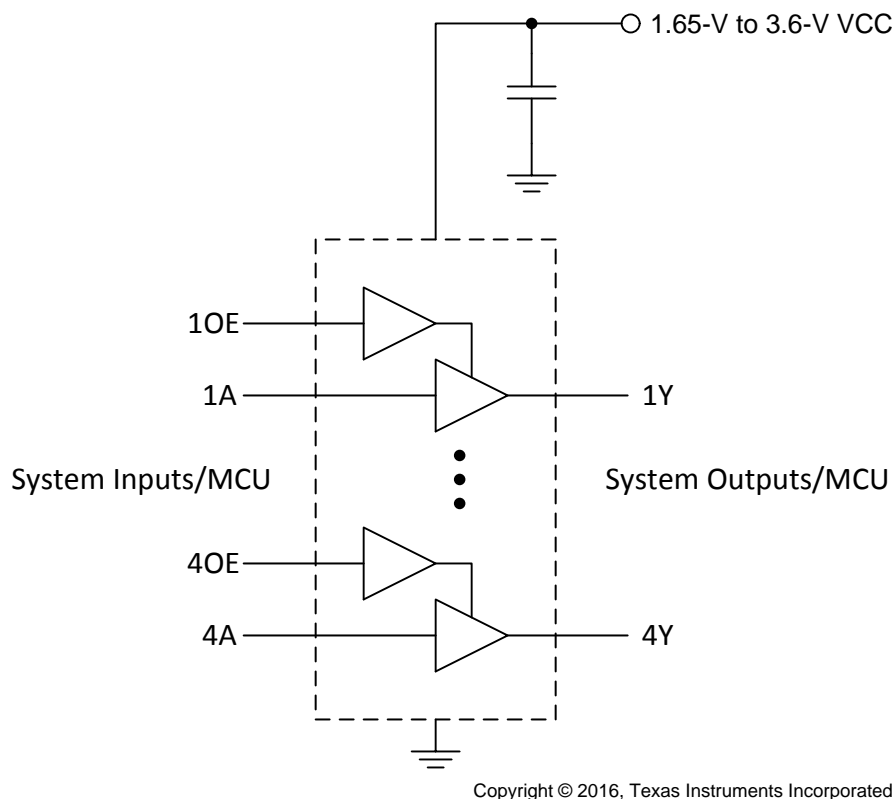 1.65-V to 3.6-V VCC
1OE
1A
1Y
System Inputs/MCU
System Outputs/MCU
4OE
4A
4Y
Copyright © 2016, Texas Instruments Incorporated